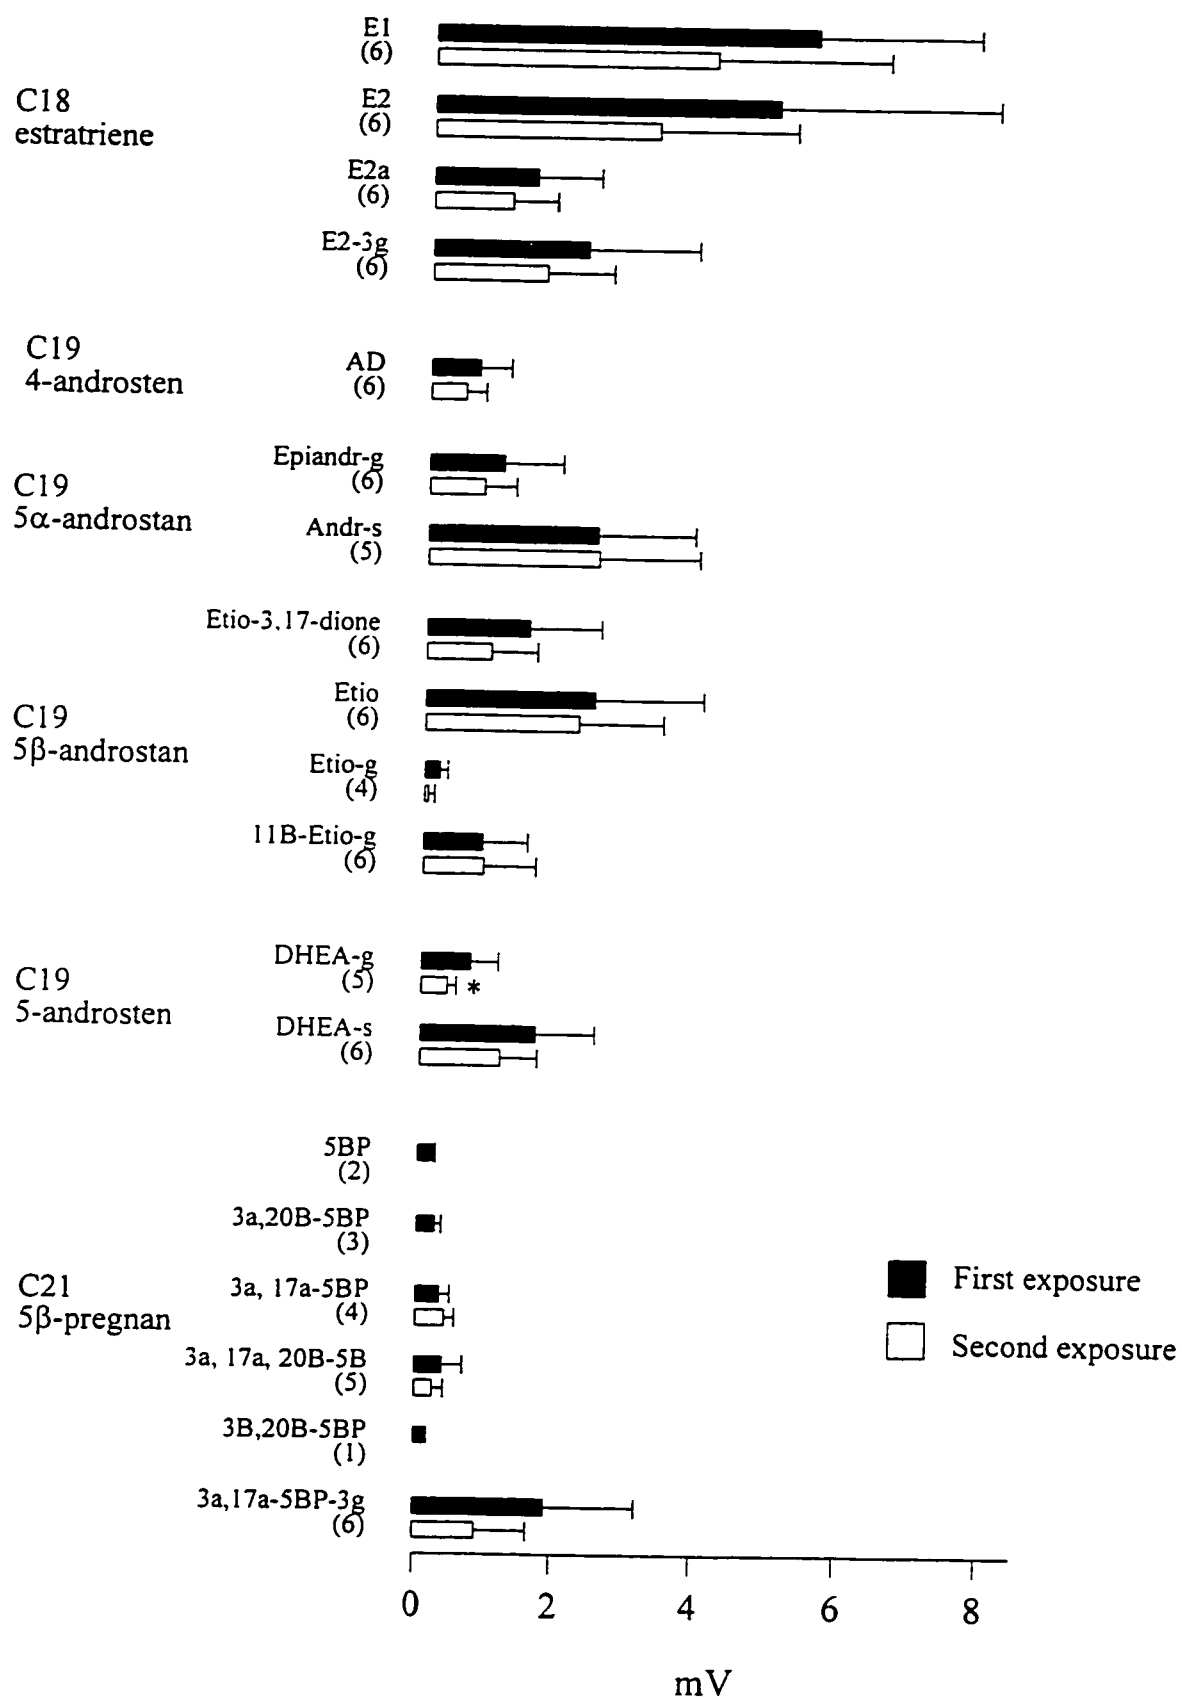 E1
(6)
C18
estratriene
E2
(6)
E2a
(6)
E2-3g
(6)
C19
4-androsten
AD
(6)
C19
5α-androstan
Epiandr-g
(6)
Andr-s
(5)
Etio-3,17-dione
(6)
C19
5β-androstan
Etio
(6)
Etio-g
(4)
11B-Etio-g
(6)
C19
5-androsten
DHEA-g
(5)
*
DHEA-s
(6)
5BP
(2)
3a,20B-5BP
(3)
C21
5β-pregnan
3a, 17a-5BP
(4)
3a, 17a, 20B-5B
(5)
3B,20B-5BP
(1)
3a,17a-5BP-3g
(6)
First exposure
Second exposure
0 2 4 6 8
mV